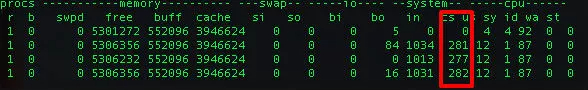 procs -----------memory---------- ---swap-- -----io---- --system-- -----cpu------
r b swpd free buff cache si so bi bo in cs us sy id wa st
1 0 0 5301272 552096 3946624 0 0 0 5 0 0 4 4 92 0 0
1 0 0 5306356 552096 3946624 0 0 0 84 1034 281 12 1 87 0 0
1 0 0 5306356 552096 3946624 0 0 0 0 1013 277 12 1 87 0 0
1 0 0 5306356 552096 3946624 0 0 0 16 1031 282 12 1 87 0 0